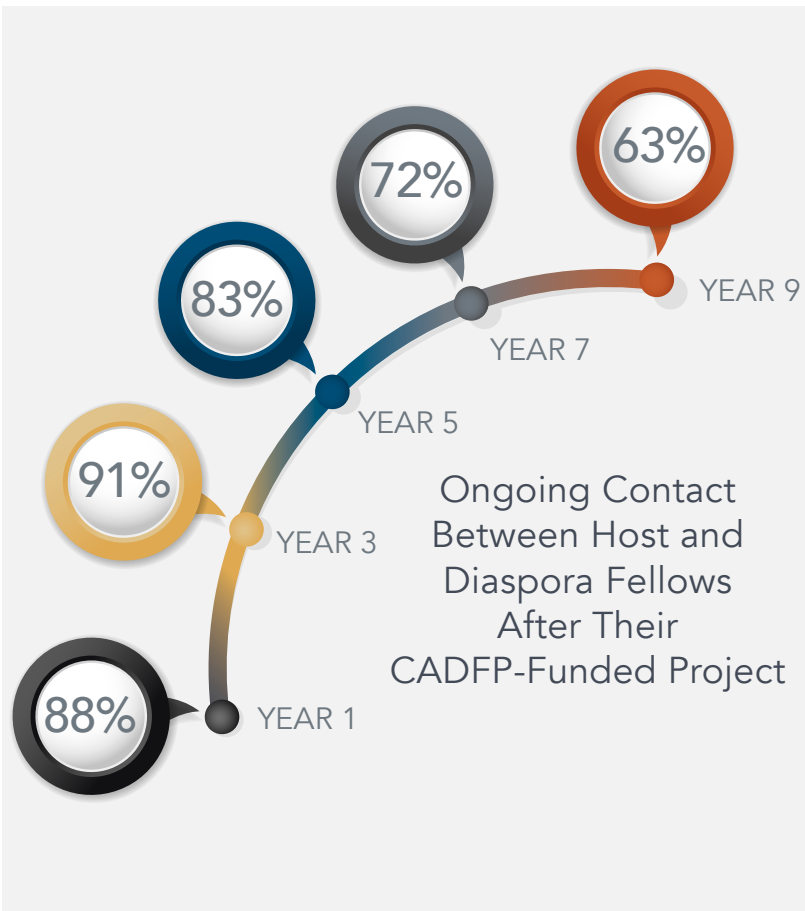 63%
72%
YEAR 9
83%
YEAR 7
YEAR 5
91%
Ongoing Contact
Between Host and
Diaspora Fellows
After Their
CADFP-Funded Project
YEAR 3
88%
YEAR 1